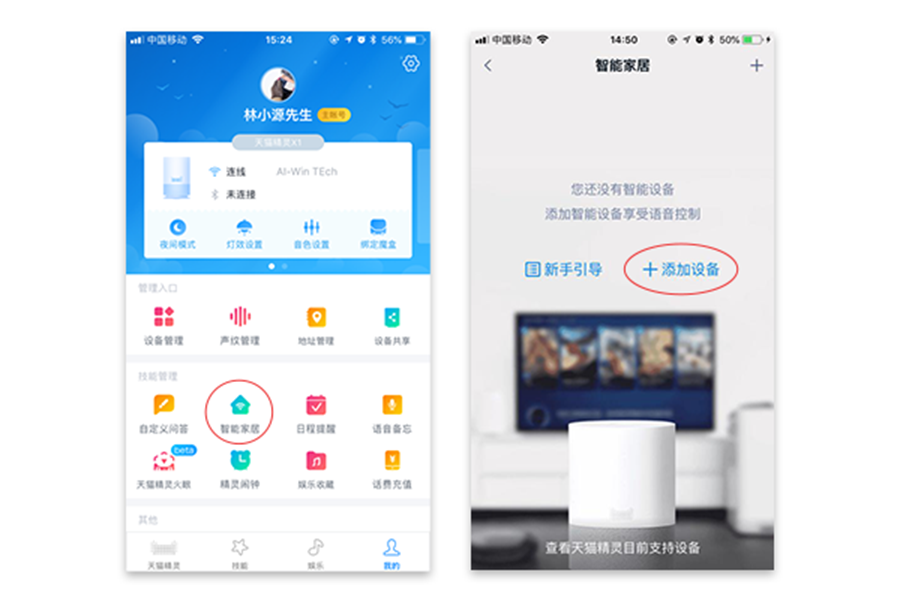 中国移动
15:24
56%
林小源先生
主账号
天猫精灵X1
连线
AI-Win TEch
未连接
夜间模式
灯效设置
音色设置
绑定魔盒
管理入口
设备管理
声纹管理
地址管理
设备共享
技能管理
自定义问答
智能家居
日程提醒
语音备忘
beta
天猫精灵火眼
精灵闹钟
娱乐收藏
话费充值
其他
天猫精灵
技能
娱乐
我的
中国移动
14:50
50%
智能家居
您还没有智能设备
添加智能设备享受语音控制
新手引导
添加设备
查看天猫精灵目前支持设备